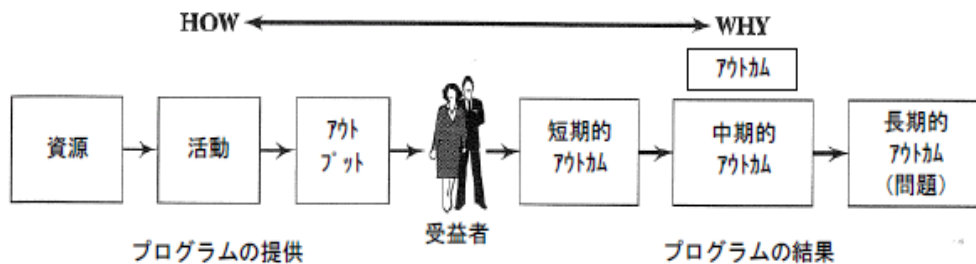 HOW
WHY
ｱｳﾄｶﾑ
資源
活動
ｱｳﾄ
ﾌﾟｯﾄ
短期的
ｱｳﾄｶﾑ
中期的
ｱｳﾄｶﾑ
長期的
ｱｳﾄｶﾑ
(問題)
受益者
プログラムの提供
プログラムの結果